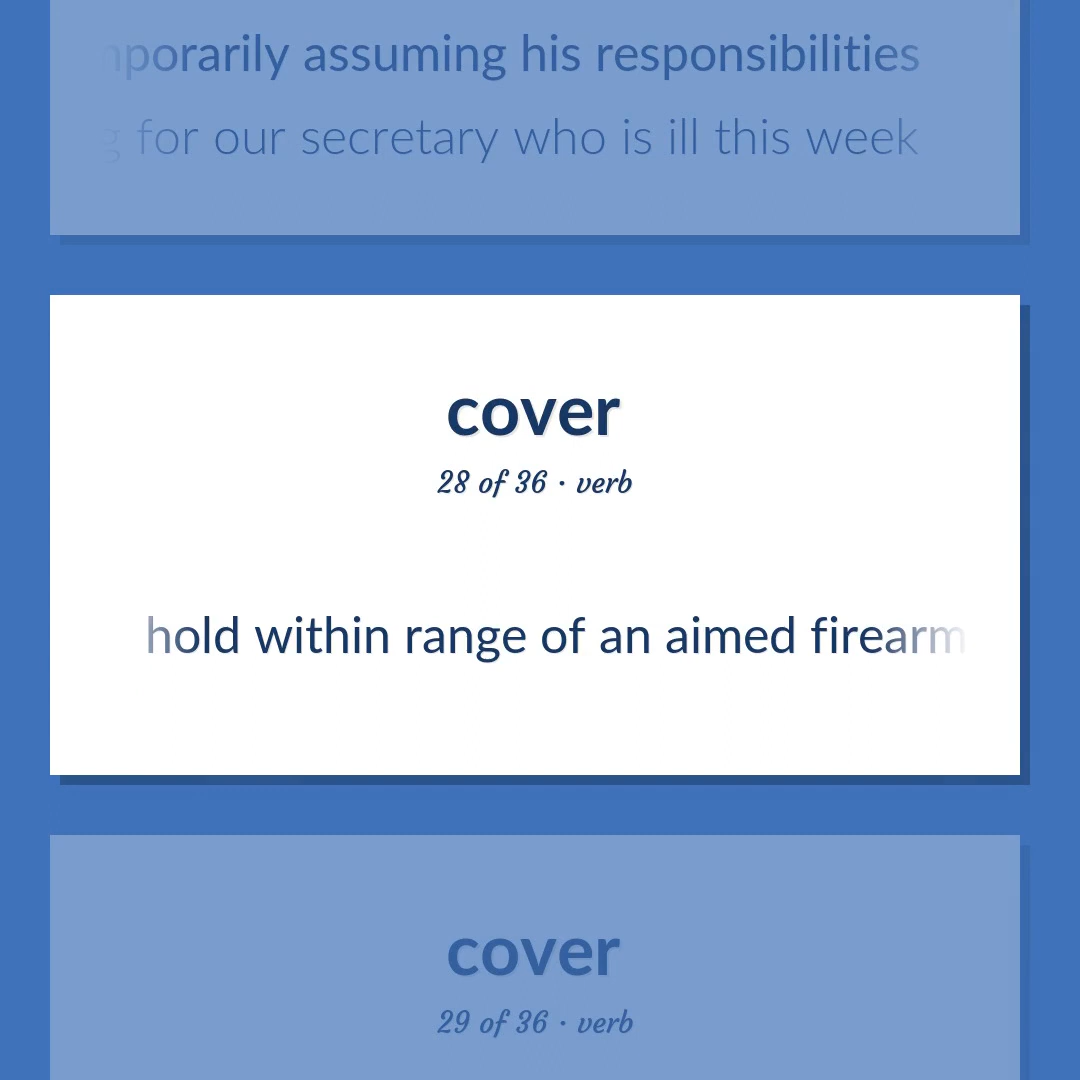 assuming his responsibilities
for our secretary who is ill this week
cover
28 of 36 · verb
hold within range of an aimed firearm
cover
29 of 36 · verb